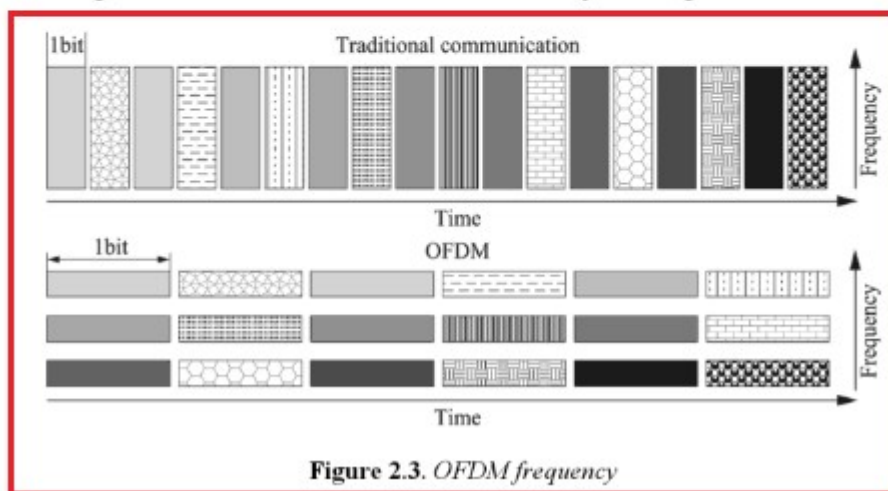 1bit
Traditional communication
Frequency
Time
1bit
OFDM
Frequency
Time
Figure 2.3. OFDM frequency